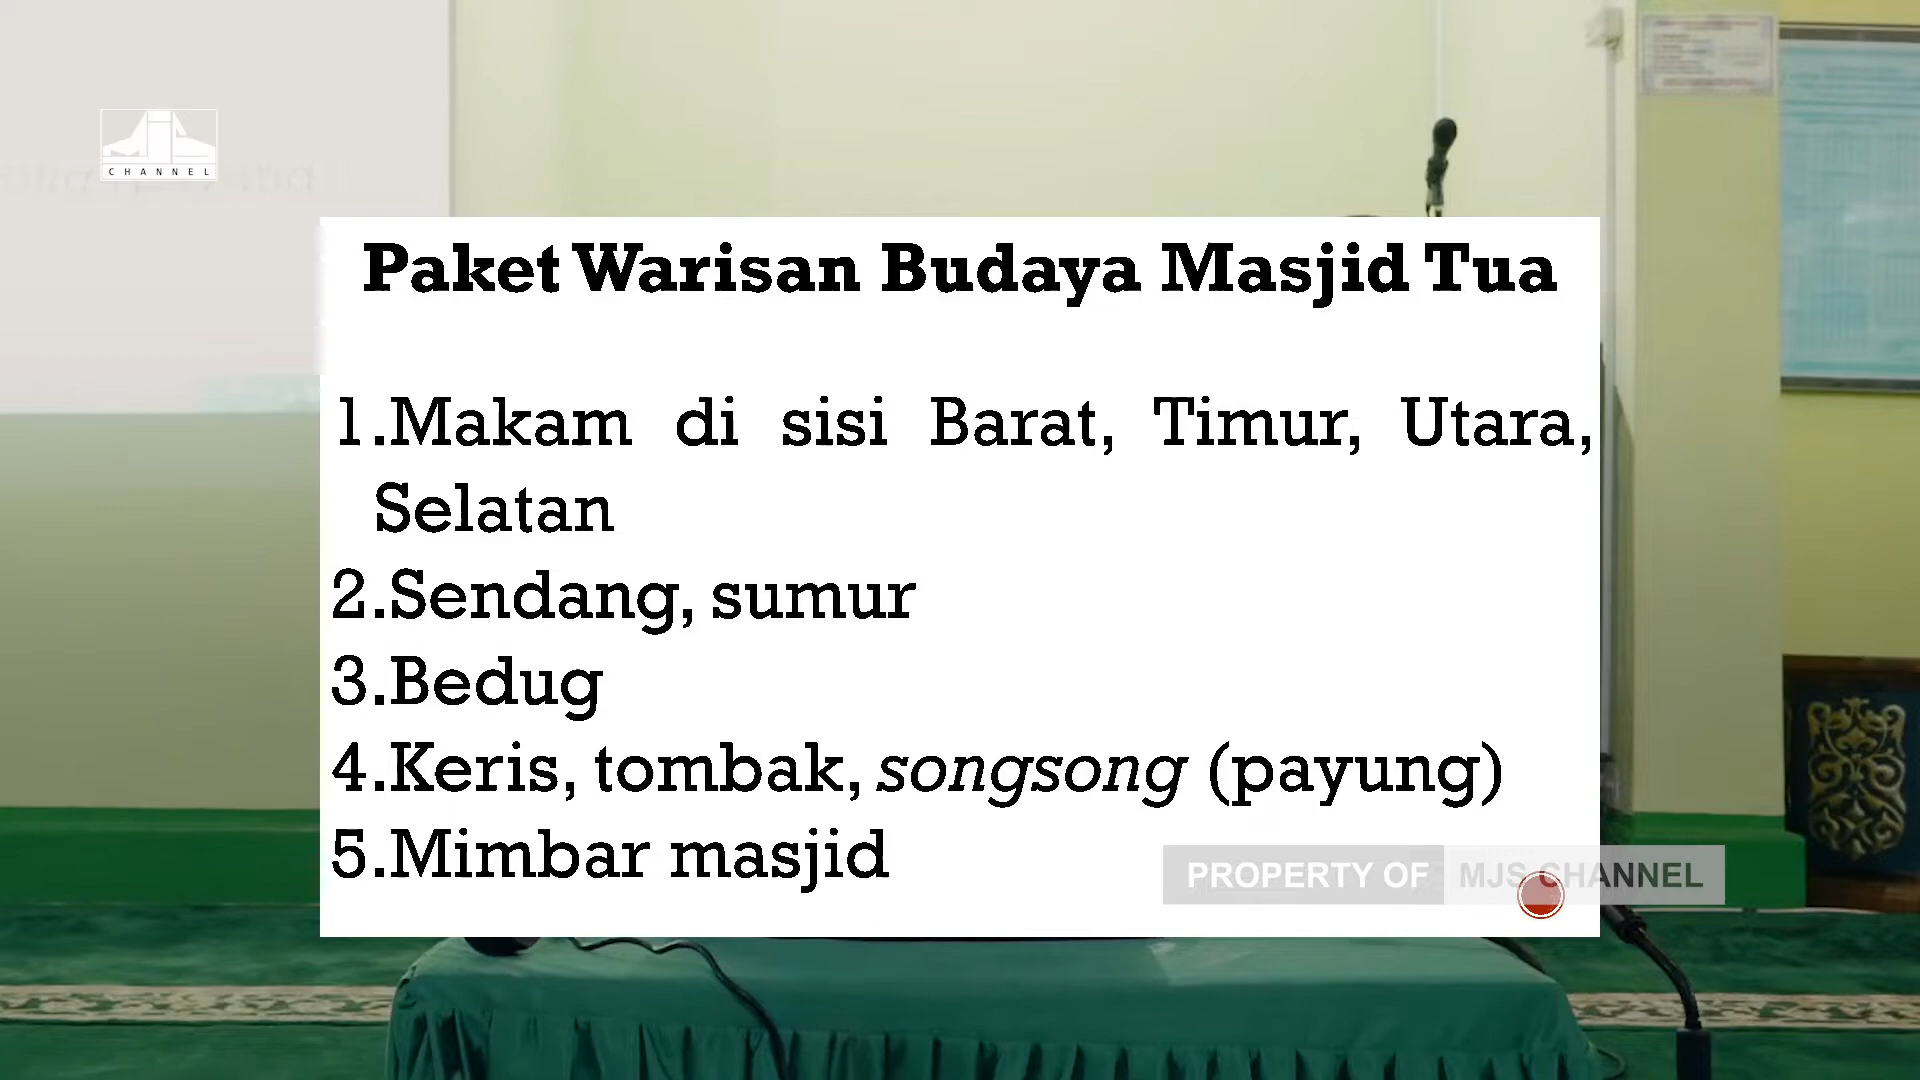 CHANNEL
Paket Warisan Budaya Masjid Tua
1.Makam di sisi Barat, Timur, Utara,
Selatan
2.Sendang, sumur
3.Bedug
4.Keris, tombak, songsong (payung)
5.Mimbar masjid
PROPERTY OF MJS CHANNEL